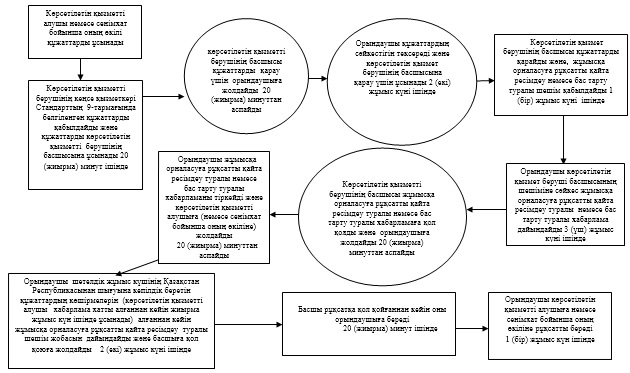 Көрсетілетін қызметті
алушы немесе сенімхат
бойынша оның өкілі
құжаттарды ұсынады
Көрсетілетін қызметті
берушінің кеңсе қызметкері
Стандарттың 9-тармағында
белгіленген құжаттарды
қабылдайды және
құжаттарды көрсетілетін
қызметті берушінің
басшысына ұсынады 20
(жиырма) минут ішінде
көрсетілетін қызметті
берушінің басшысы
құжаттарды қарау
үшін орындаушыға
жолдайды 20
(жиырма) минуттан
аспайды
Орындаушы құжаттардың
сәйкестігін тексереді және
көрсетілетін қызмет
берушінің басшысына
қарау үшін ұсынады 2 (екі)
жұмыс күні ішінде
Көрсетілетін қызмет
берушінің басшысы құжаттарды
қарайды және, жұмысқа
орналасуға рұқсатты қайта
ресімдеу немесе бас тарту
туралы шешім қабылдайды 1
(бір) жұмыс күні ішінде
Орындаушы көрсетілетін
қызмет беруші басшысының
шешіміне сәйкес жұмысқа
орналасуға рұқсатты қайта
ресімдеу туралы немесе бас
тарту туралы хабарлама
дайындайды 3 (үш) жұмыс
күні ішінде
Көрсетілетін қызметті
берушінің басшысы жұмысқа
орналасуға рұқсатты қайта
ресімдеу туралы немесе бас
тарту туралы хабарламаға қол
қояды және орындаушыға
жолдайды 20 (жиырма)
минуттан аспайды
Орындаушы жұмысқа
орналасуға рұқсатты қайта
ресімдеу туралы немесе
бас тарту туралы
хабарламаны тіркейді және
көрсетілетін қызметті
алушыға (немесе сенімхат
бойынша оның өкіліне)
жолдайды
20 (жиырма) минуттан
аспайды
Орындаушы шетелдік жұмыс күшінің Қазақстан
Республикасынан шығуына кепілдік беретін
құжаттардың көшірмелерін (көрсетілетін қызметті
алушы хабарлама хатты алғаннан кейін жиырма
жұмыс күн ішінде ұсынады) алғаннан кейін
жұмысқа орналасуға рұқсатты қайта ресімдеу туралы
шешім жобасын дайындайды және басшыға қол
қоюға жолдайды 2 (екі) жұмыс күні ішінде
Басшы рұқсатқа қол қойғаннан кейін оны
орындаушыға береді
20 (жиырма) минут ішінде
Орындаушы көрсетілетін
қызметті алушыға немесе
сенімхат бойынша оның
өкіліне рұқсатты береді
1 (бір) жұмыс күн ішінде